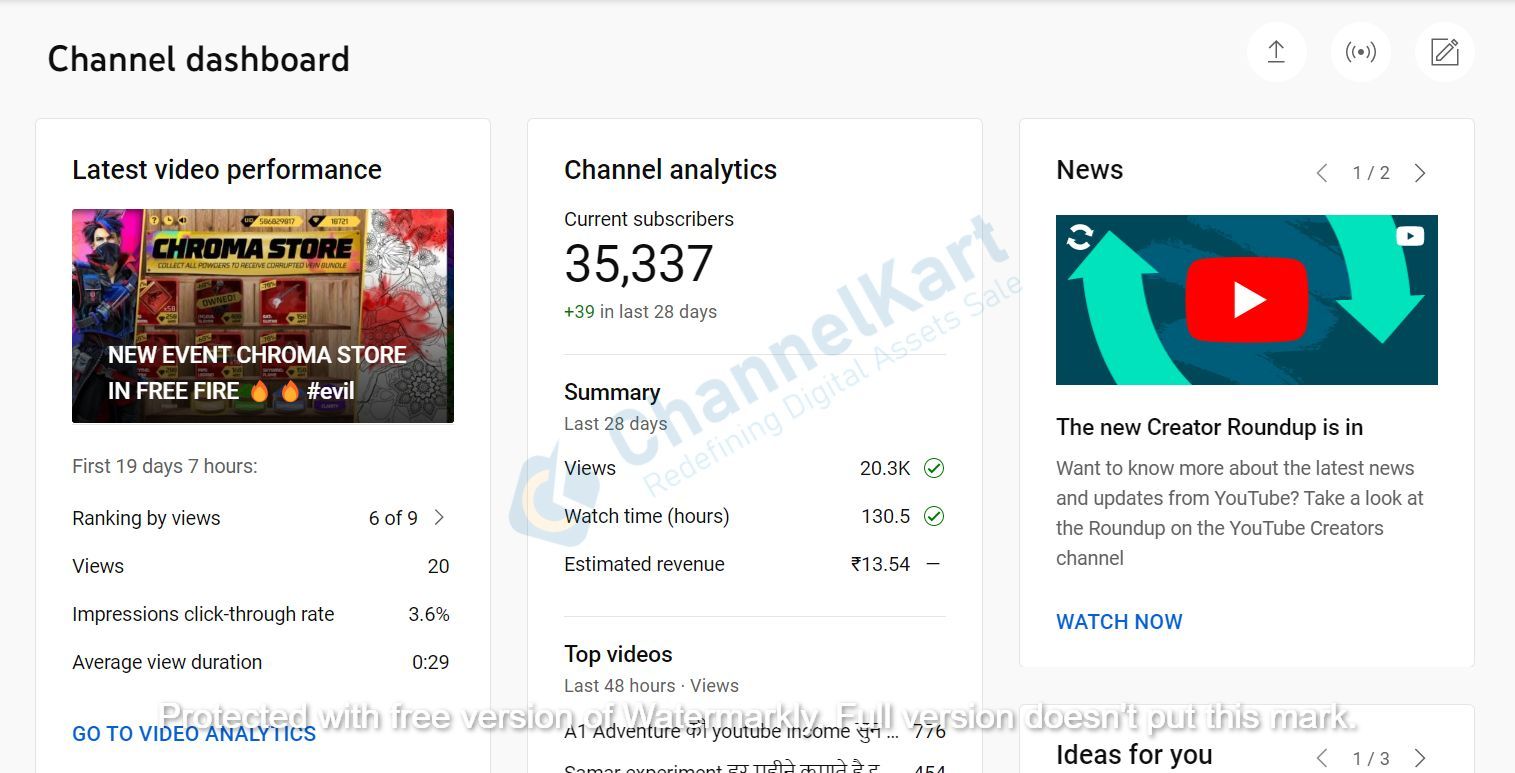 Channel dashboard
Latest video performance
586829817
18721
CHROMA STORE
COLLECT ALL POWDERS TO RECEIVE CORRUPTED VEIN BUNDLE
OWNED!
NEW EVENT CHROMA STORE
IN FREE FIRE 🔥 🔥 #evil
First 19 days 7 hours:
Ranking by views 6 of 9
Views 20
Impressions click-through rate 3.6%
Average view duration 0:29
GO TO VIDEO ANALYTICS
Channel analytics
Current subscribers
35,337
+39 in last 28 days
Summary
Last 28 days
Views 20.3K
Watch time (hours) 130.5
Estimated revenue ₹13.54 —
Top videos
Last 48 hours · Views
A1 Adventure की youtube income सुन ... 776
Samar experiment हर महीने कमाते है 454
News 1 / 2
The new Creator Roundup is in
Want to know more about the latest news
and updates from YouTube? Take a look at
the Roundup on the YouTube Creators
channel
WATCH NOW
Ideas for you 1 / 3
ChannelKart
Redefining Digital Assets Sale
Protected with free version of Watermarkly. Full version doesn't put this mark.